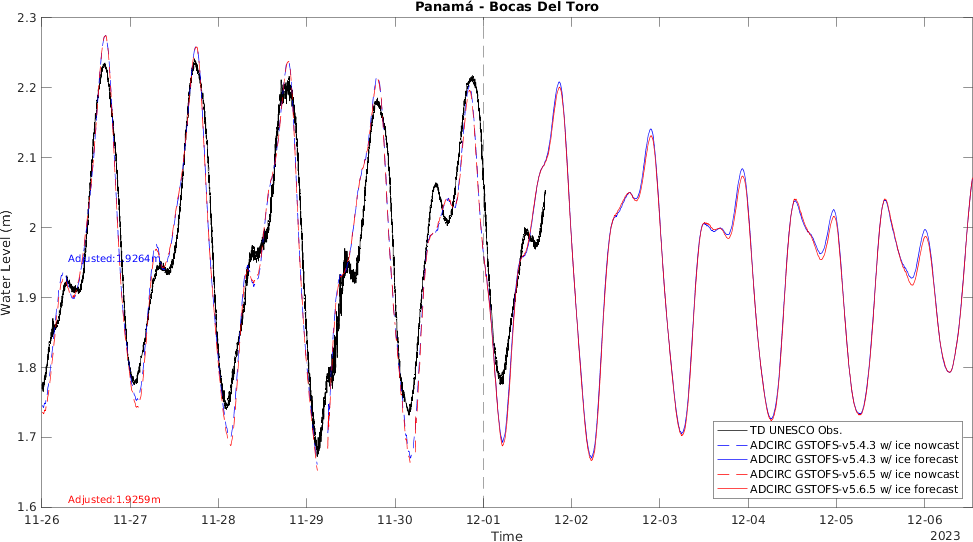 Panamá - Bocas Del Toro
2.3
2.2
2.1
2
1.9
1.8
1.7
1.6
Water Level (m)
Adjusted:1.9264m
Adjusted:1.9259m
TD UNESCO Obs.
ADCIRC GSTOFS-v5.4.3 w/ ice nowcast
ADCIRC GSTOFS-v5.4.3 w/ ice forecast
ADCIRC GSTOFS-v5.6.5 w/ ice nowcast
ADCIRC GSTOFS-v5.6.5 w/ ice forecast
11-26 11-27 11-28 11-29 11-30 12-01 12-02 12-03 12-04 12-05 12-06
Time
2023